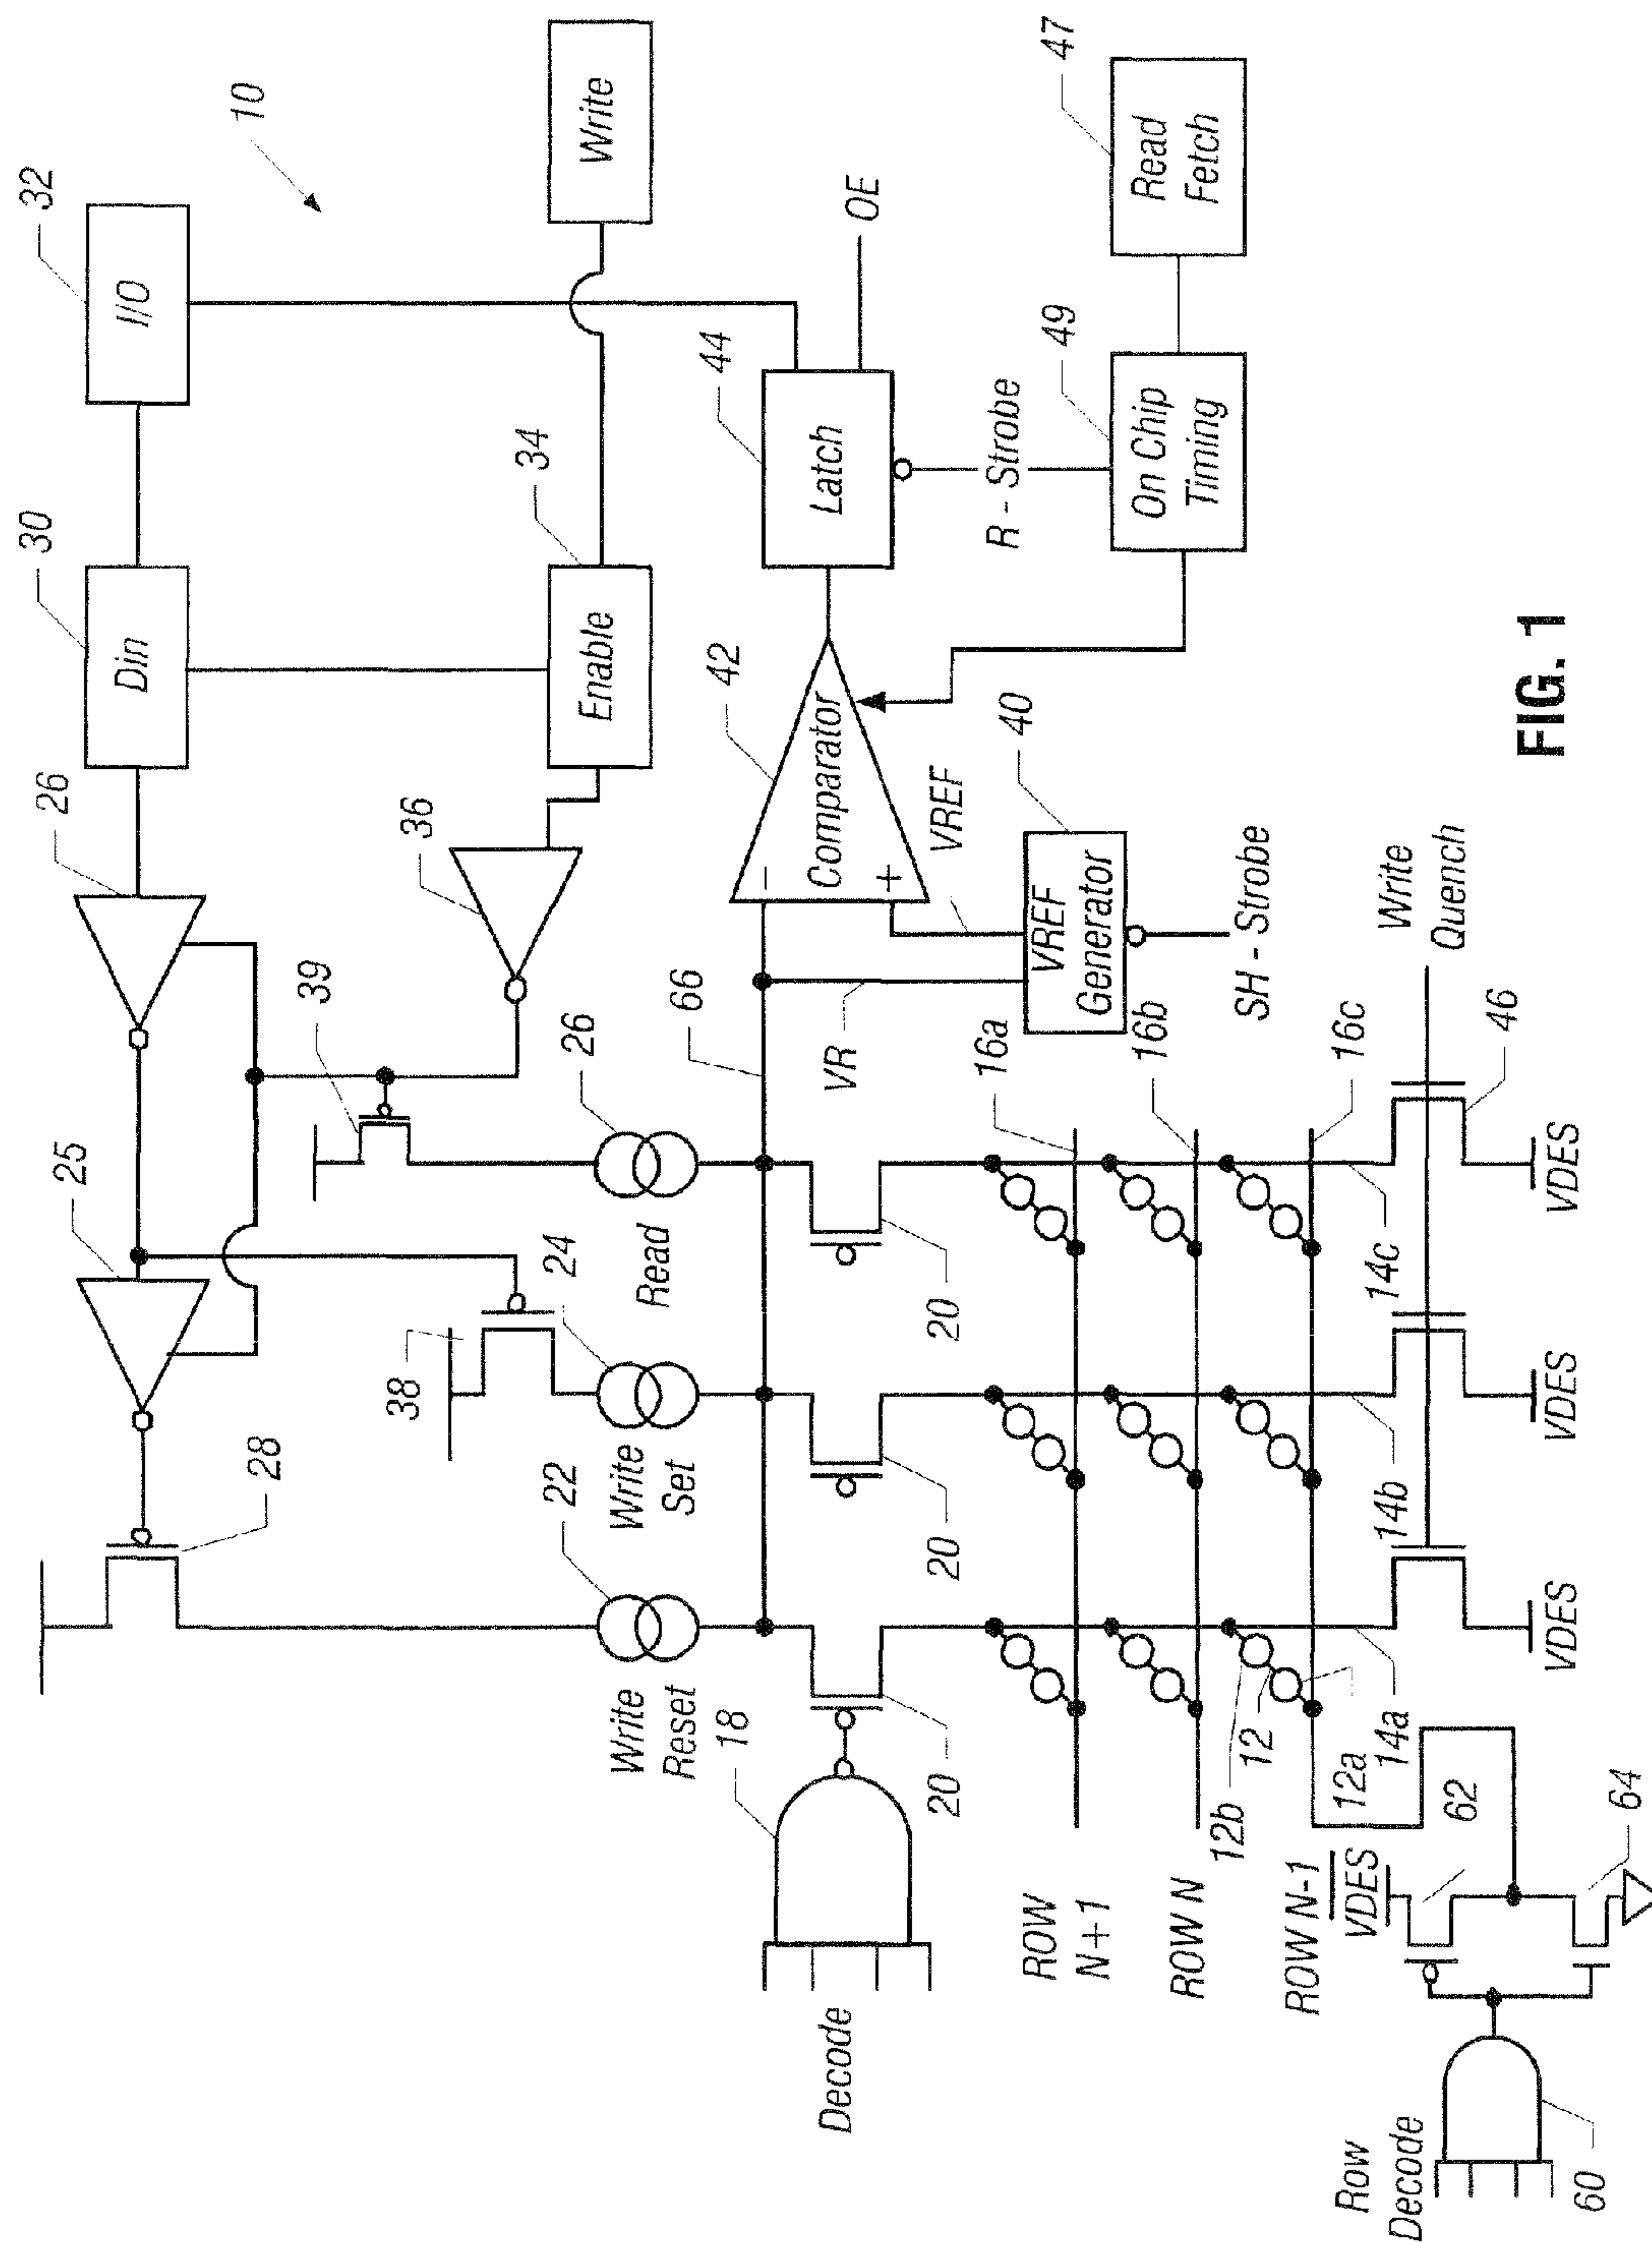 10
32
I/O
30
Din
26
25
28
Write
34
Enable
36
39
38
OE
44
Latch
42
Comparator
−
+
66
26
Read
24
Write
Set
22
Write
Reset
18
Decode
20
20
20
47
Read
Fetch
49
On Chip
Timing
R - Strobe
40
VREF
VREF
Generator
VR
SH - Strobe
16a
16b
16c
ROW
N+1
ROW N
ROW N-1
12b
12
12a
14a
14b
14c
Write
Quench
46
VDES
VDES
VDES
VDES
62
64
Row
Decode
60
FIG. 1